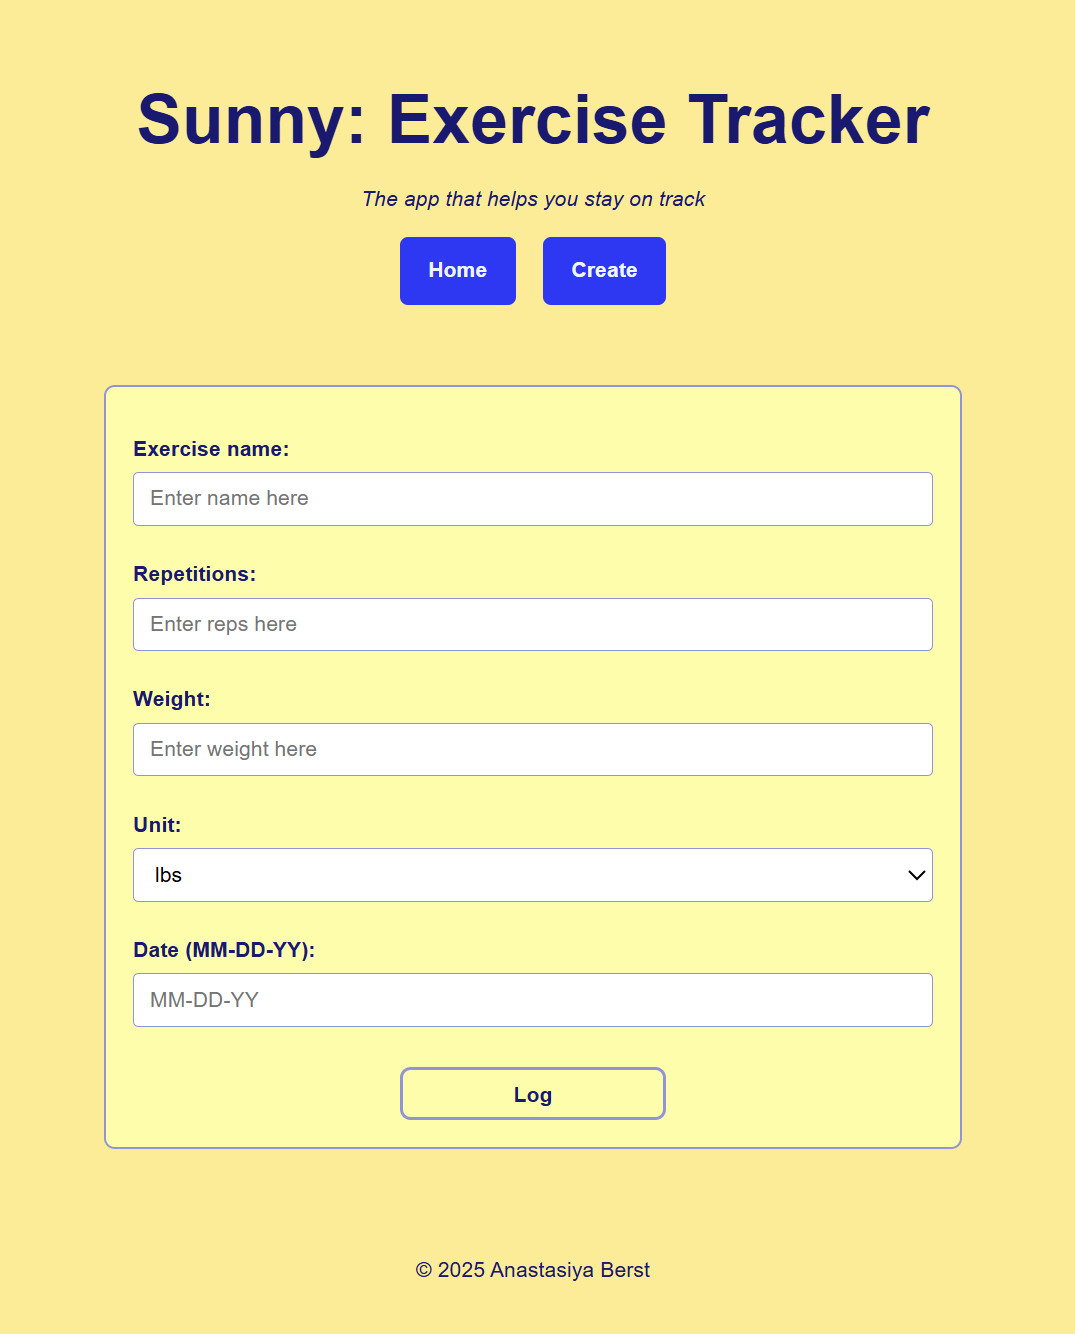 Sunny: Exercise Tracker
The app that helps you stay on track
Home Create
Exercise name:
Enter name here
Repetitions:
Enter reps here
Weight:
Enter weight here
Unit:
lbs
Date (MM-DD-YY):
MM-DD-YY
Log
© 2025 Anastasiya Berst